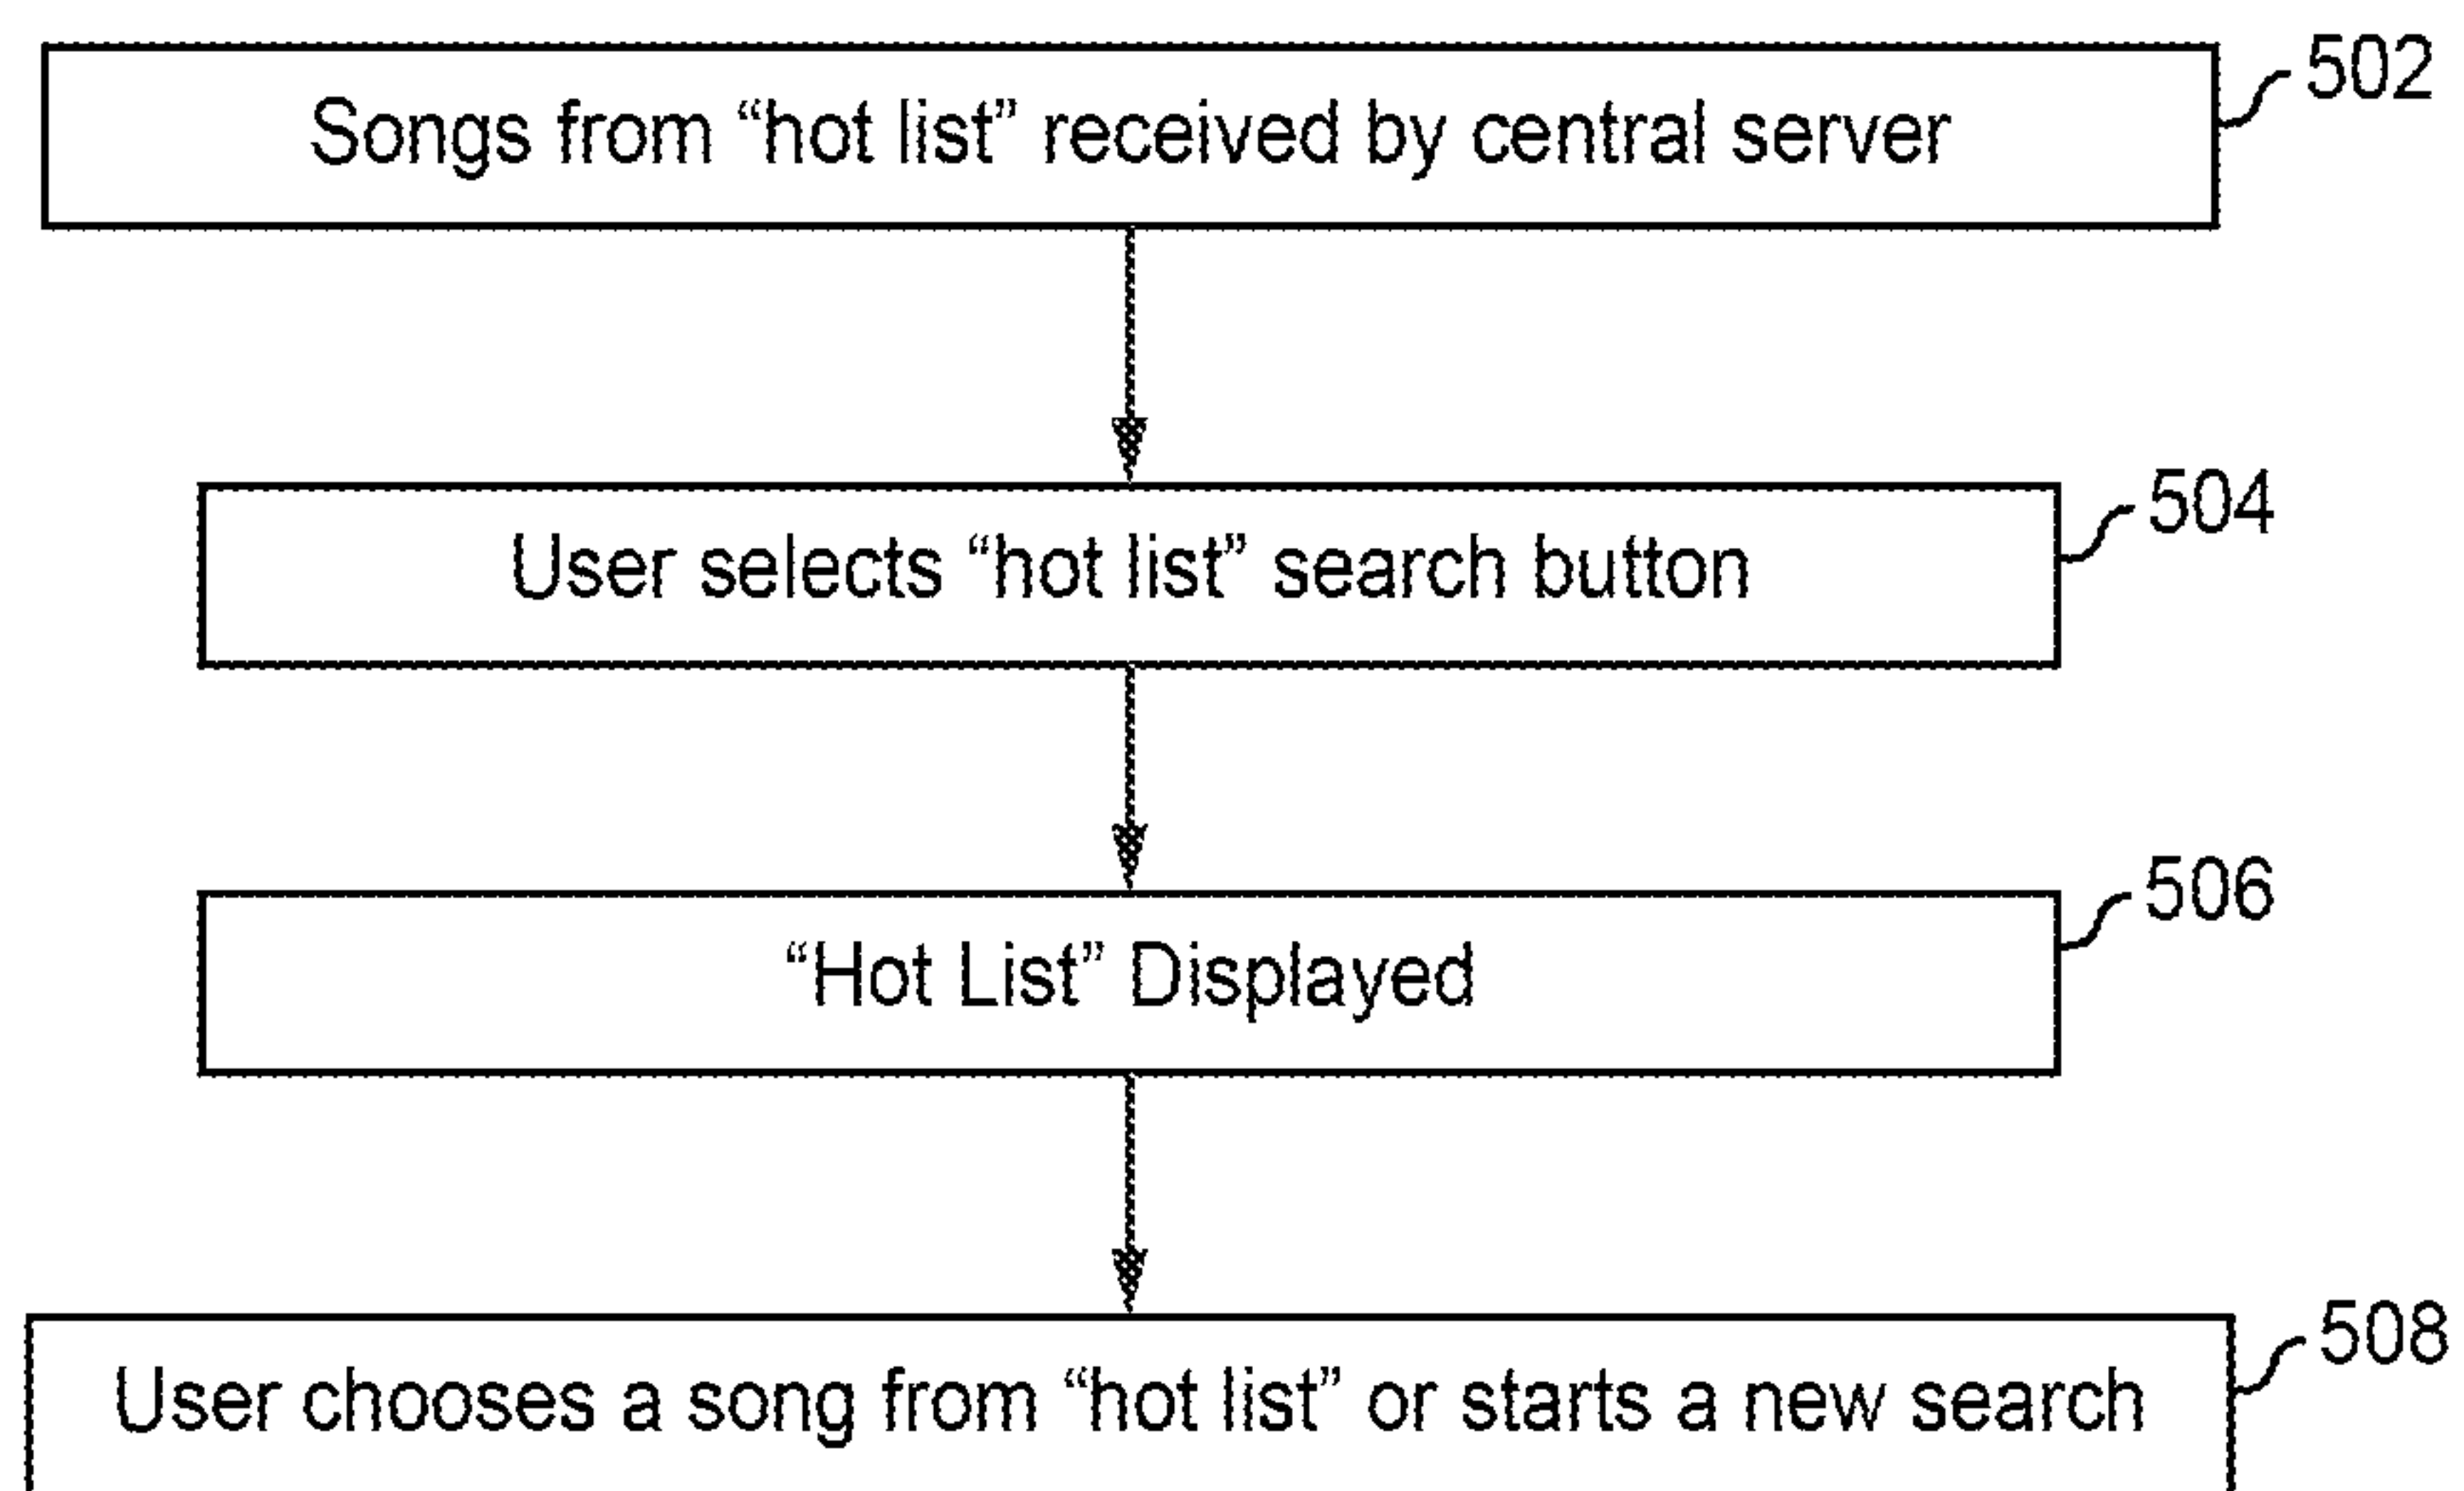 Songs from “hot list” received by central server
502
User selects “hot list” search button
504
“Hot List” Displayed
506
User chooses a song from “hot list” or starts a new search
508